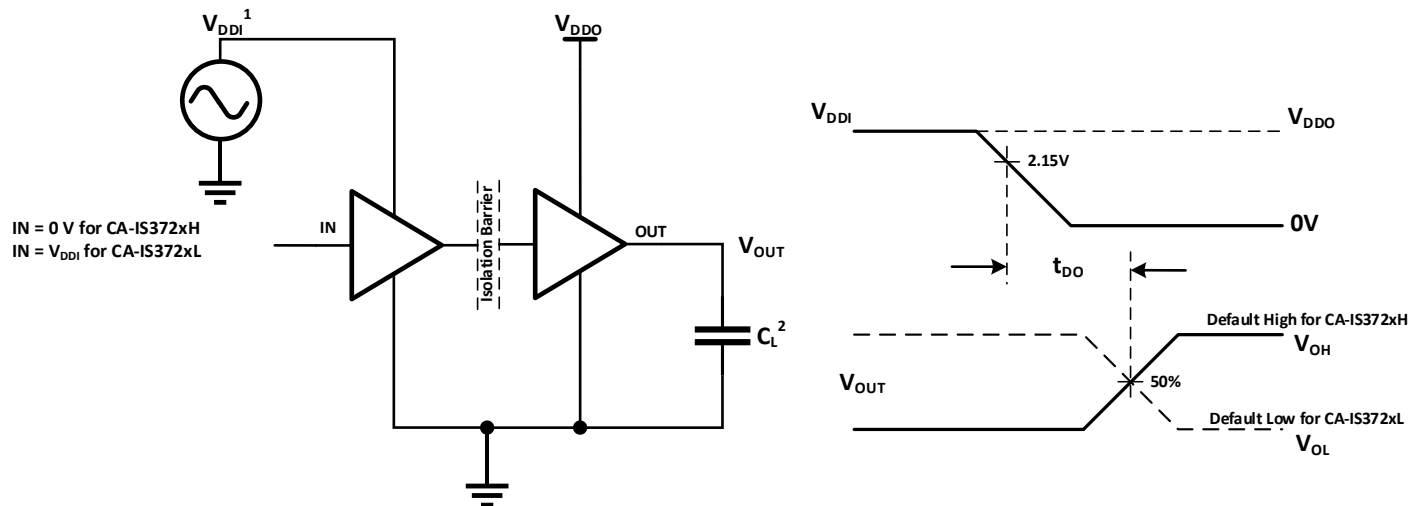 V_DDI^1
V_DDO
IN = 0 V for CA-IS372xH
IN = V_DDI for CA-IS372xL
IN
Isolation Barrier
OUT
V_OUT
C_L^2
V_DDI
V_DDO
2.15V
0V
t_DO
Default High for CA-IS372xH
V_OH
V_OUT
50%
Default Low for CA-IS372xL
V_OL